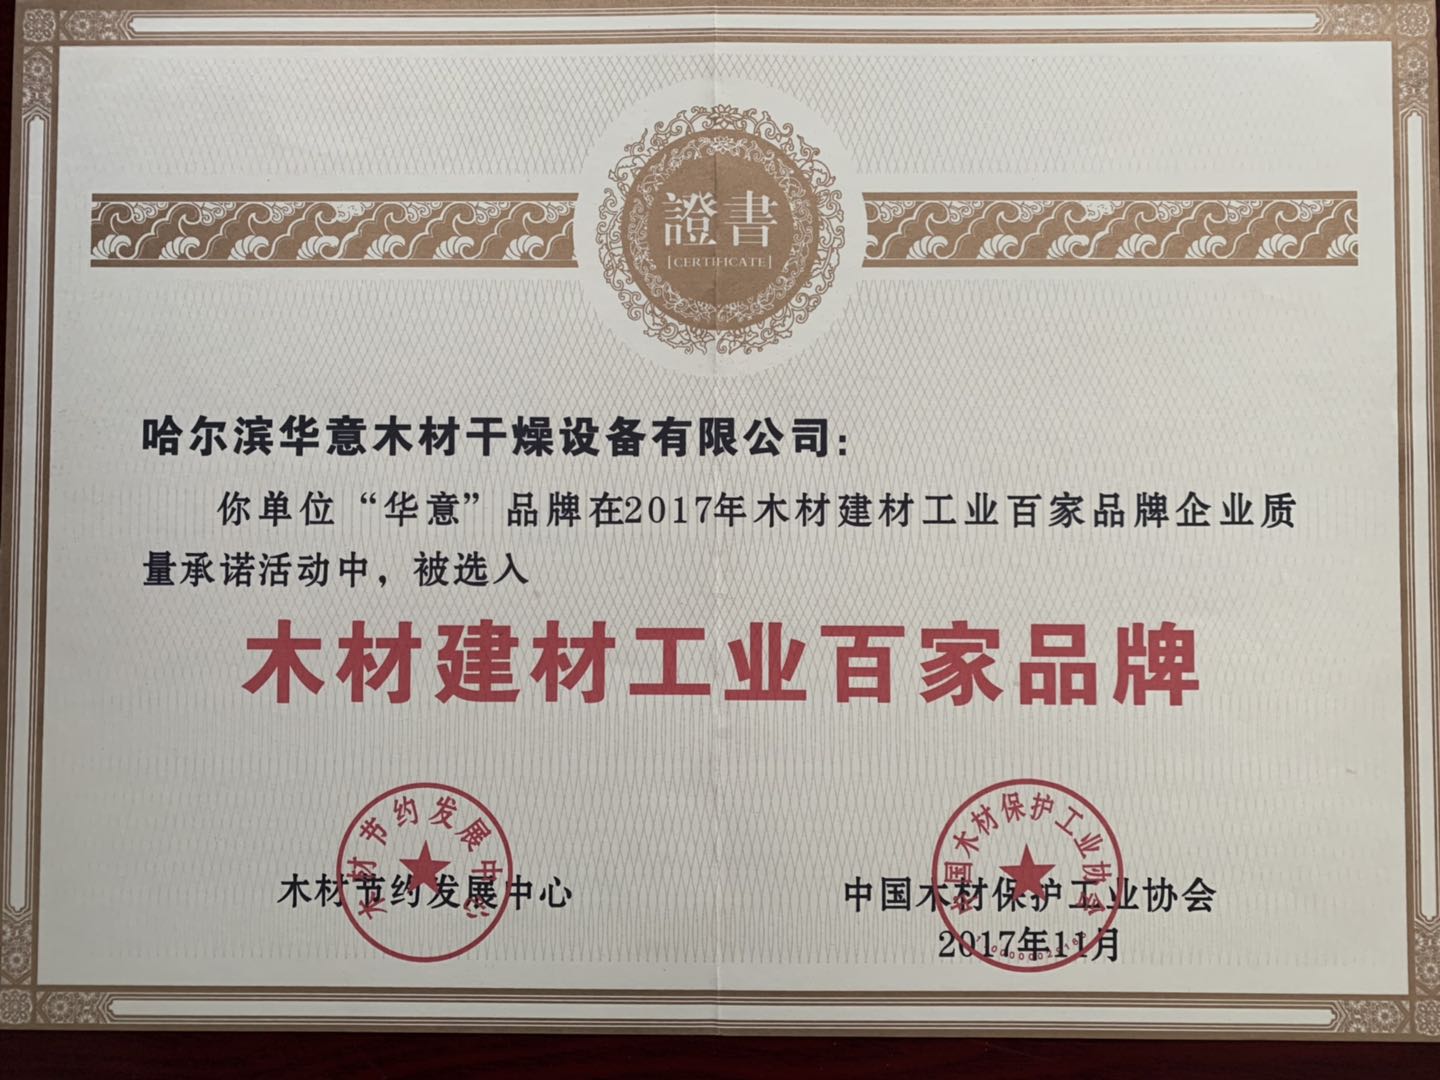 證書
[CERTIFICATE]
哈尔滨华意木材干燥设备有限公司：
你单位“华意”品牌在2017年木材建材工业百家品牌企业质
量承诺活动中，被选入
木材建材工业百家品牌
木材节约发展中心
木材节约发展中心
中国木材保护工业协会
中国木材保护工业协会
2017年11月